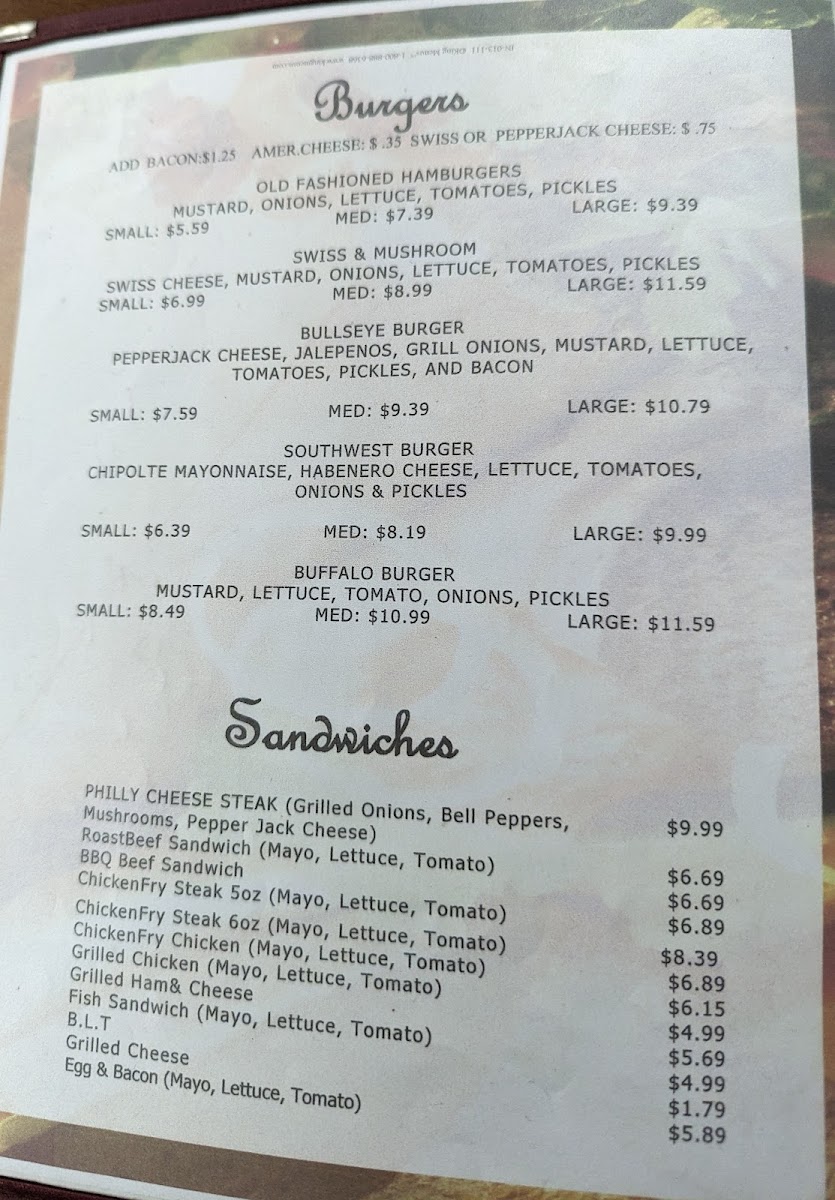 Burgers
ADD BACON:$1.25 AMER.CHEESE: $ .35 SWISS OR PEPPERJACK CHEESE: $ .75
OLD FASHIONED HAMBURGERS
MUSTARD, ONIONS, LETTUCE, TOMATOES, PICKLES
SMALL: $5.59 MED: $7.39 LARGE: $9.39
SWISS & MUSHROOM
SWISS CHEESE, MUSTARD, ONIONS, LETTUCE, TOMATOES, PICKLES
SMALL: $6.99 MED: $8.99 LARGE: $11.59
BULLSEYE BURGER
PEPPERJACK CHEESE, JALEPENOS, GRILL ONIONS, MUSTARD, LETTUCE,
TOMATOES, PICKLES, AND BACON
SMALL: $7.59 MED: $9.39 LARGE: $10.79
SOUTHWEST BURGER
CHIPOLTE MAYONNAISE, HABENERO CHEESE, LETTUCE, TOMATOES,
ONIONS & PICKLES
SMALL: $6.39 MED: $8.19 LARGE: $9.99
BUFFALO BURGER
MUSTARD, LETTUCE, TOMATO, ONIONS, PICKLES
SMALL: $8.49 MED: $10.99 LARGE: $11.59
Sandwiches
PHILLY CHEESE STEAK (Grilled Onions, Bell Peppers,
Mushrooms, Pepper Jack Cheese) $9.99
RoastBeef Sandwich (Mayo, Lettuce, Tomato) $6.69
BBQ Beef Sandwich $6.69
ChickenFry Steak 5oz (Mayo, Lettuce, Tomato) $6.89
ChickenFry Steak 6oz (Mayo, Lettuce, Tomato) $8.39
ChickenFry Chicken (Mayo, Lettuce, Tomato) $6.89
Grilled Chicken (Mayo, Lettuce, Tomato) $6.15
Grilled Ham& Cheese $4.99
Fish Sandwich (Mayo, Lettuce, Tomato) $5.69
B.L.T $4.99
Grilled Cheese $1.79
Egg & Bacon (Mayo, Lettuce, Tomato) $5.89